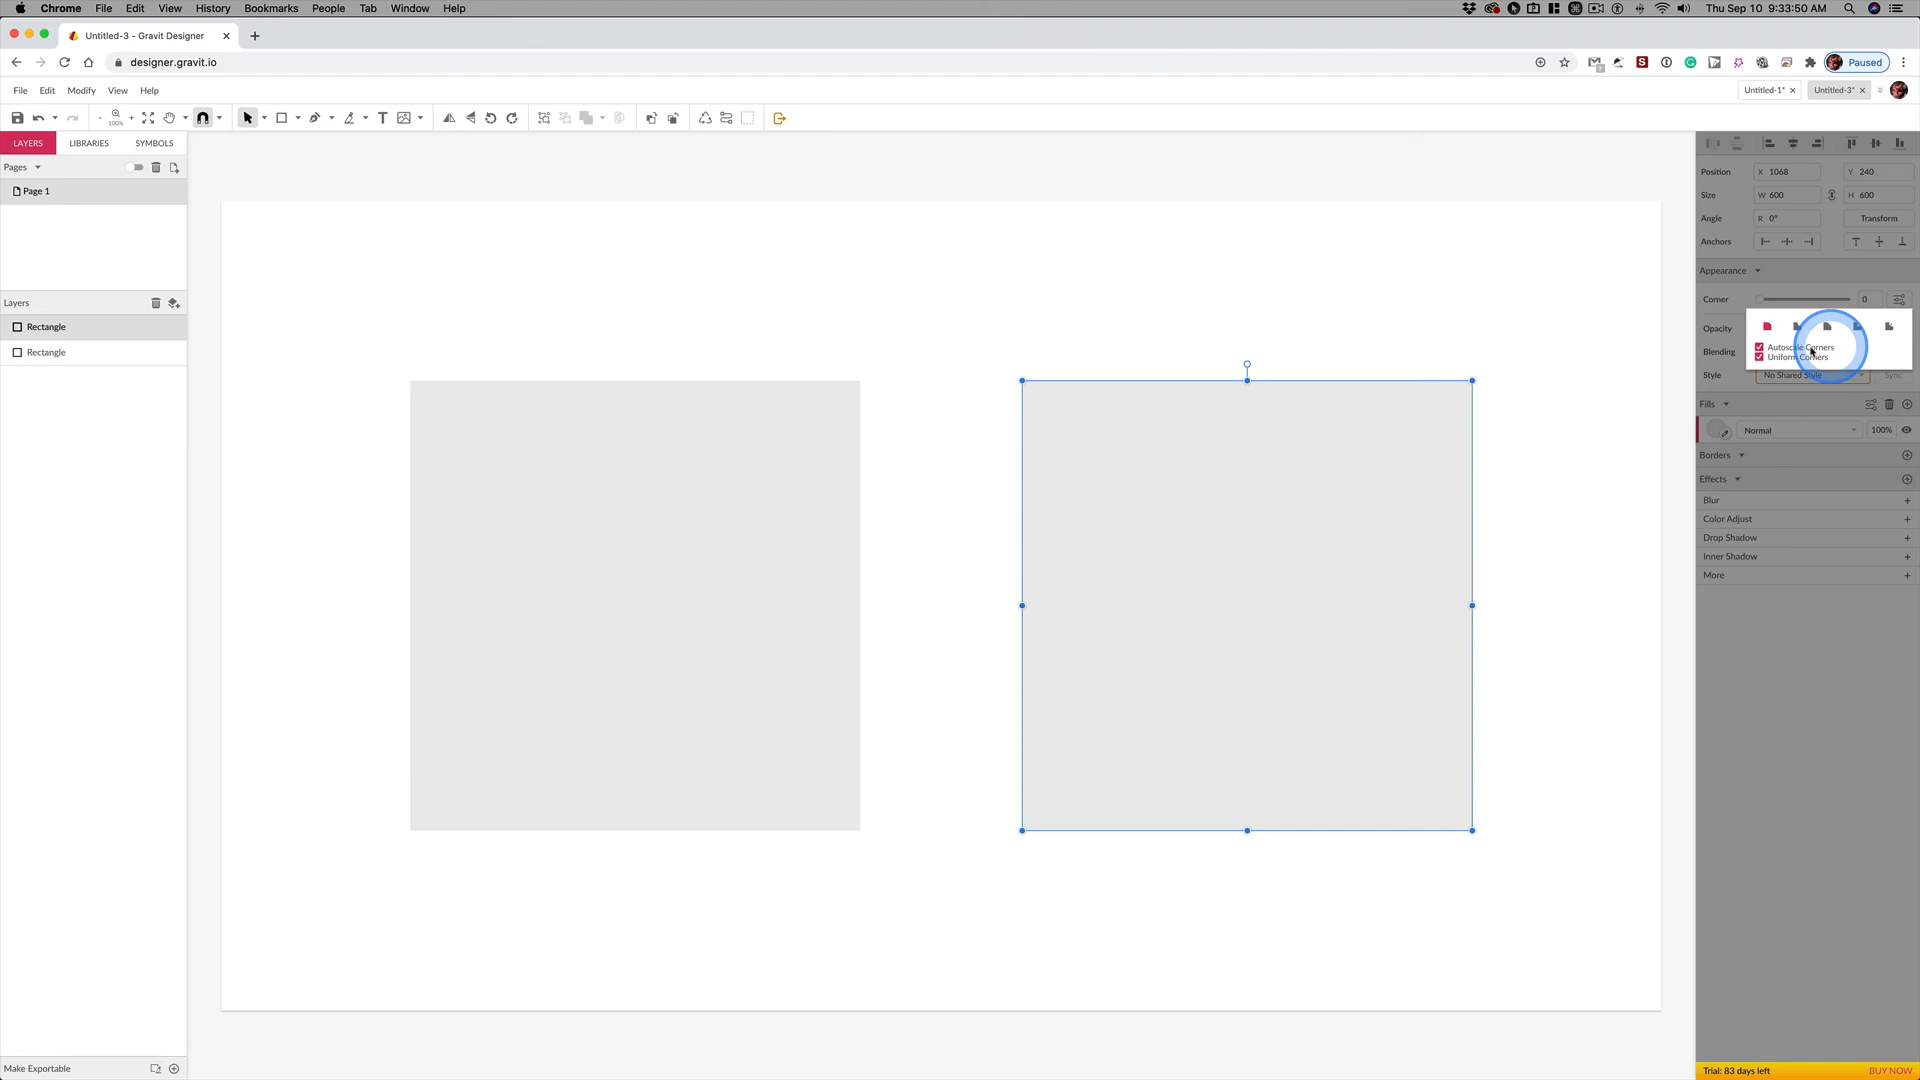 Chrome File Edit View History Bookmarks People Tab Window Help Thu Sep 10 9:33:50 AM
Untitled-3 - Gravit Designer
designer.gravit.io Paused
File Edit Modify View Help Untitled-1* Untitled-3*
100%
LAYERS LIBRARIES SYMBOLS
Pages
Page 1
Layers
Rectangle
Rectangle
Make Exportable
Position X 1068 Y 240
Size W 600 H 600
Angle R 0° Transform
Anchors
Appearance
Corner 0
Opacity
Autoscale Corners
Blending
Uniform Corners
Style No Shared Style Sync
Fills
Normal 100%
Borders
Effects
Blur
Color Adjust
Drop Shadow
Inner Shadow
More
Trial: 83 days left BUY NOW